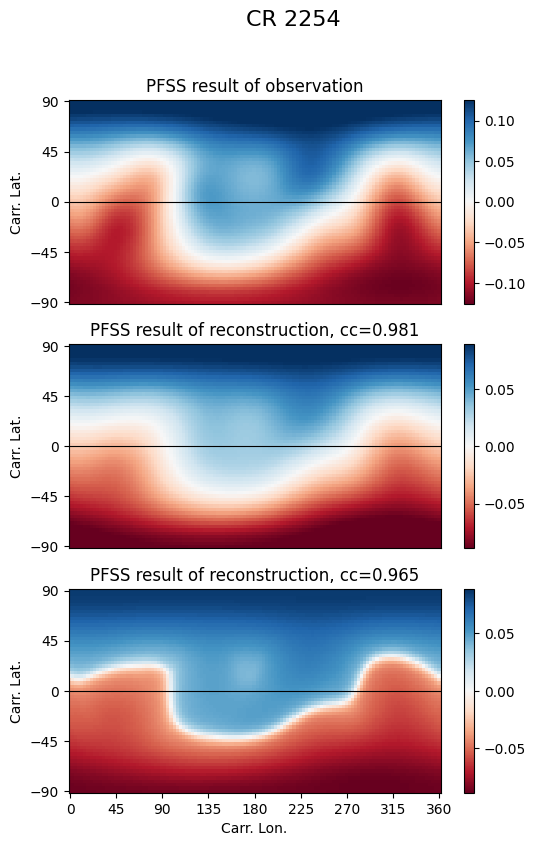 CR 2254
PFSS result of observation
90
45
0
−45
−90
Carr. Lat.
0.10
0.05
0.00
−0.05
−0.10
PFSS result of reconstruction, cc=0.981
90
45
0
−45
−90
Carr. Lat.
0.05
0.00
−0.05
PFSS result of reconstruction, cc=0.965
90
45
0
−45
−90
Carr. Lat.
0.05
0.00
−0.05
0 45 90 135 180 225 270 315 360
Carr. Lon.